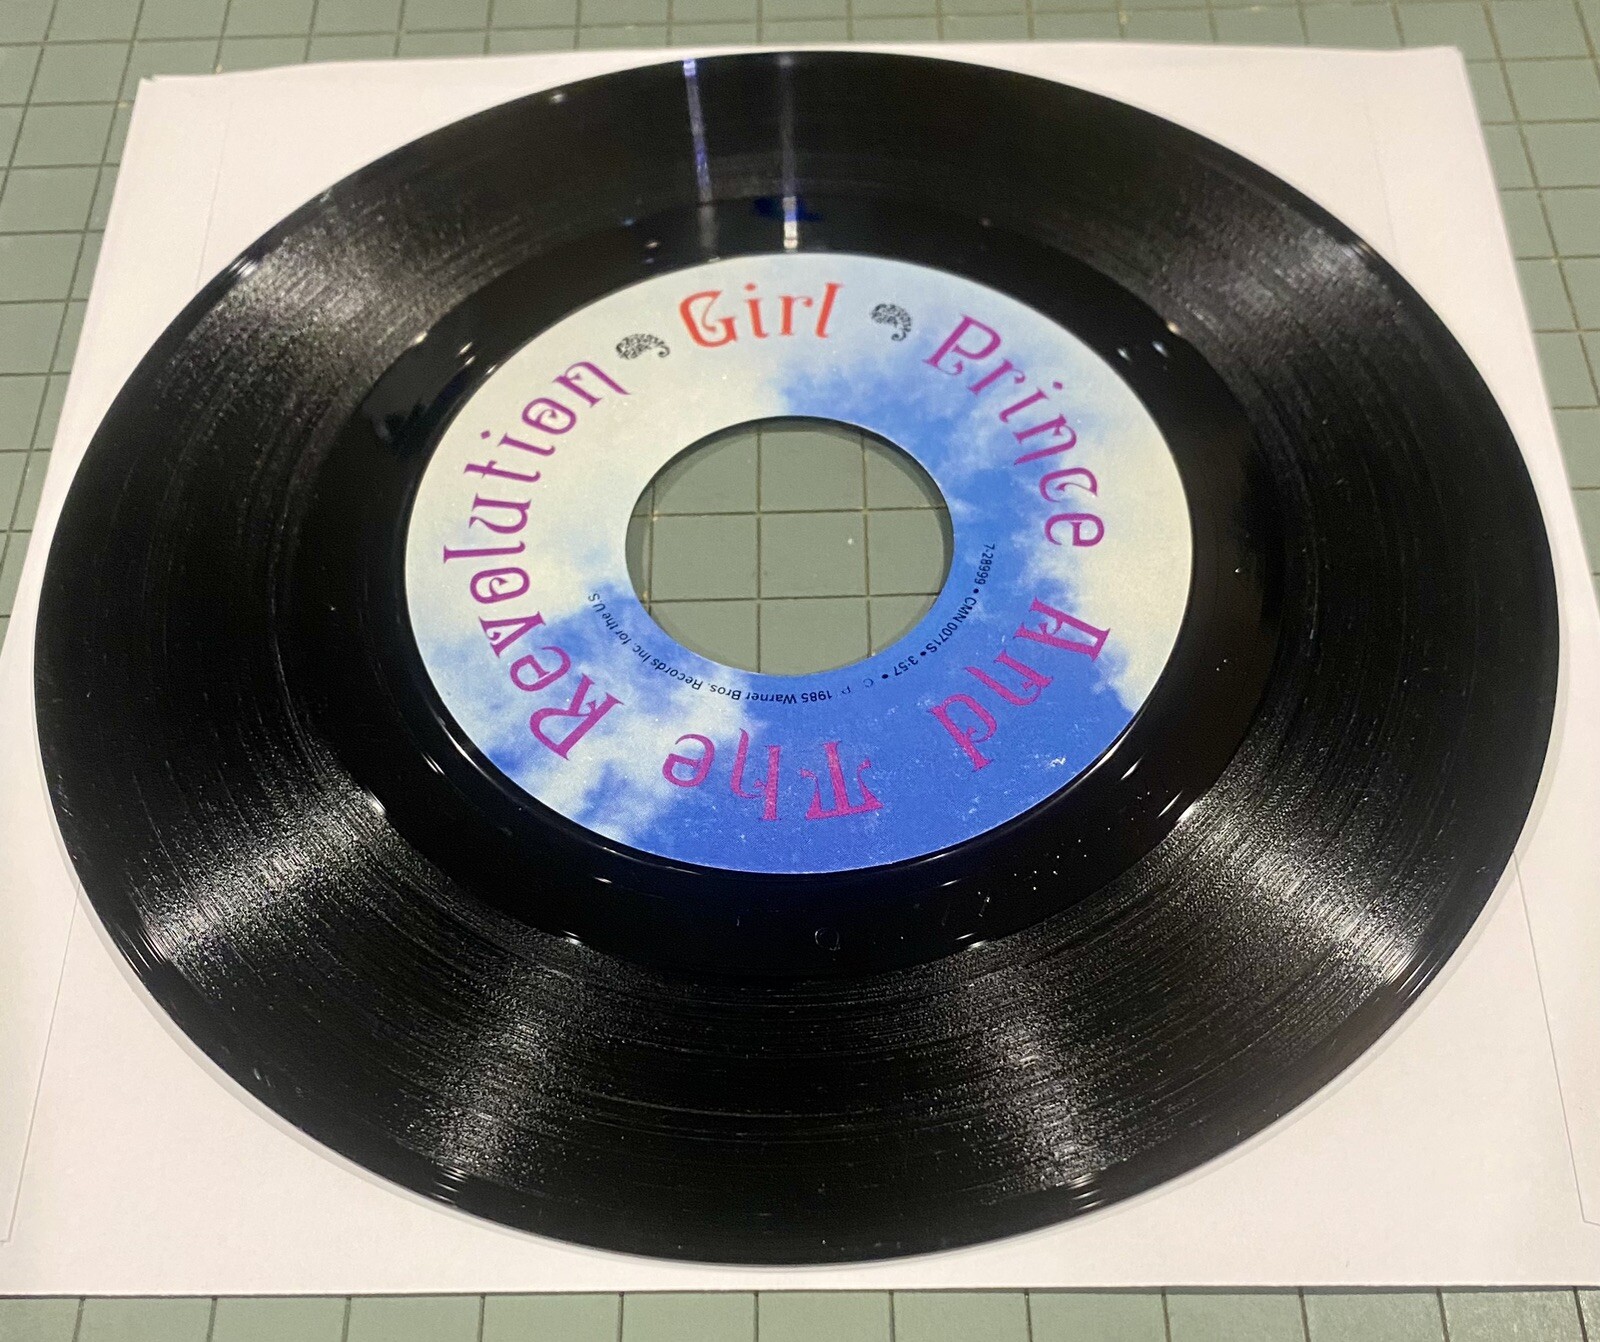 Girl
Prince And The Revolution
7-28999 • CMN 0071S • 3:57 • C P 1985 Warner Bros. Records Inc. for the U.S